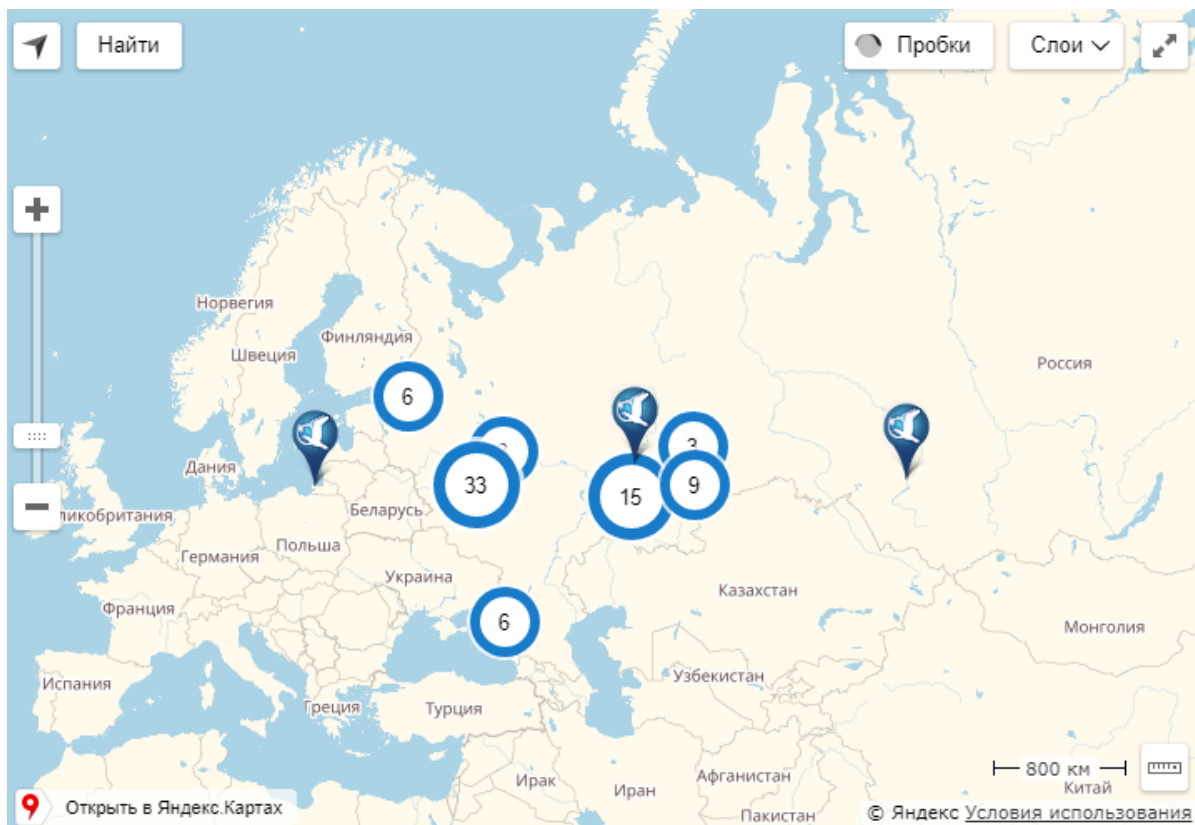 Найти
Пробки
Слои
Норвегия
Финляндия
Швеция
Россия
6
3
33
15
9
Дания
ликобритания
Беларусь
Польша
Германия
Украина
Казахстан
Франция
6
Монголия
Узбекистан
Испания
Греция
Турция
800 км
Ирак
Иран
Афганистан
Китай
Открыть в Яндекс.Картах
Пакистан
© Яндекс Условия использования